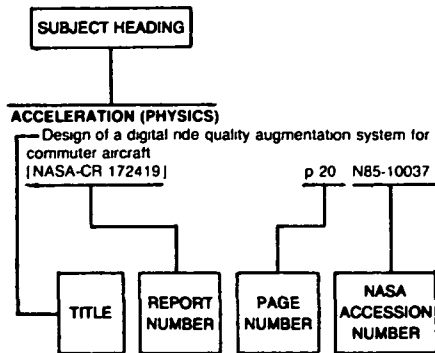 SUBJECT HEADING
ACCELERATION (PHYSICS)
Design of a digital ride quality augmentation system for
commuter aircraft
[NASA-CR 172419]
p 20 N85-10037
TITLE
REPORT
NUMBER
PAGE
NUMBER
NASA
ACCESSION
NUMBER